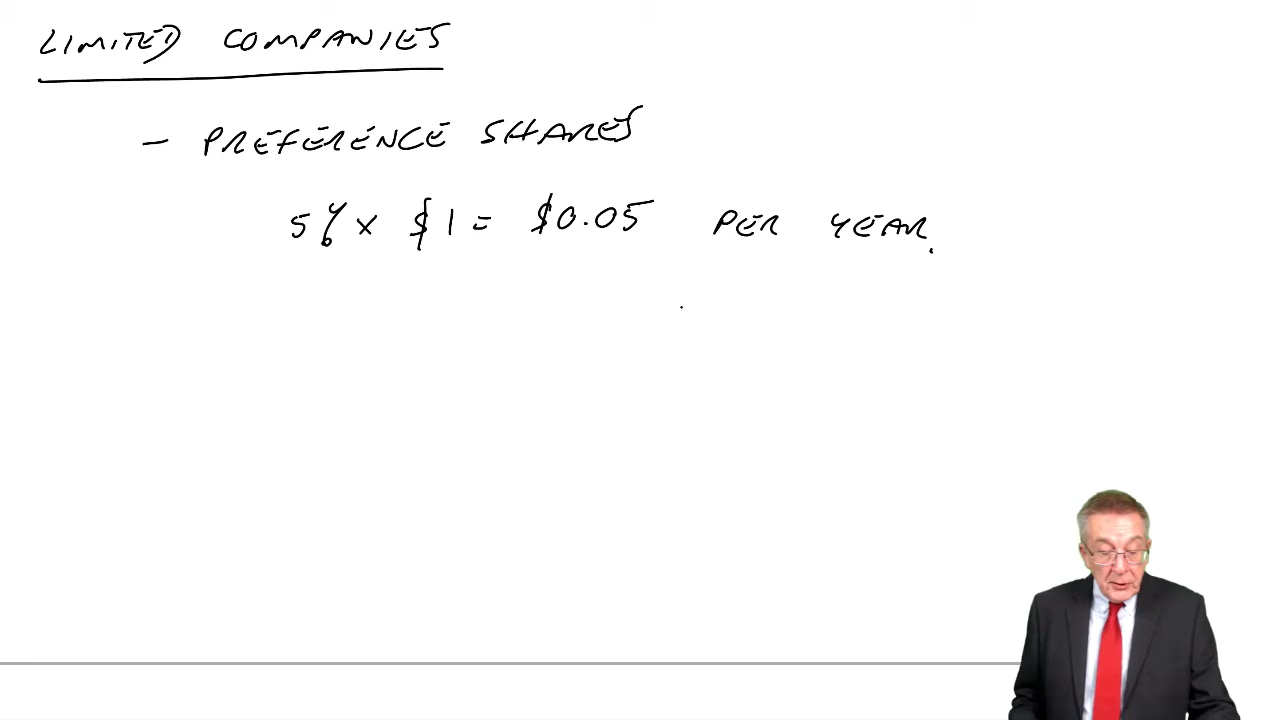 LIMITED COMPANIES
- PREFERENCE SHARES
5% x $1 = $0.05 PER YEAR.